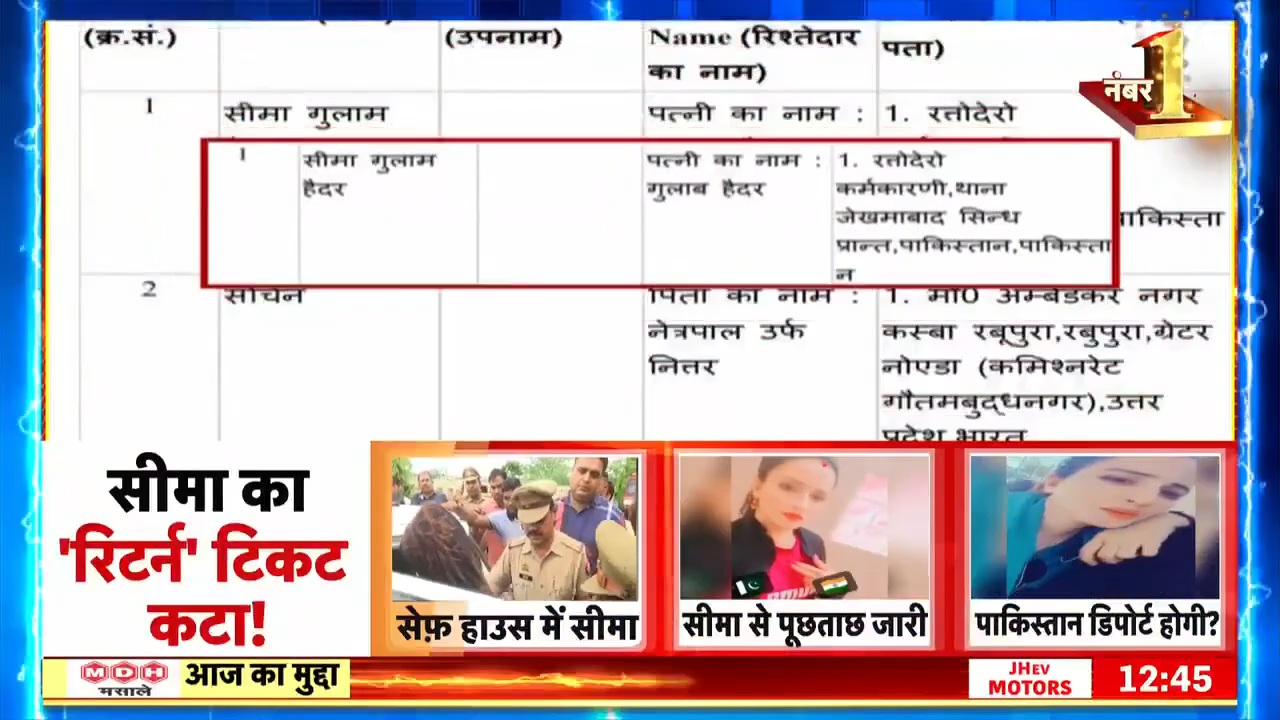 (क्र.सं.)
(उपनाम)
Name (रिश्तेदार
का नाम)
पता)
नंबर 1
1
सीमा गुलाम
पत्नी का नाम :
1. रत्तोदेरो
1
सीमा गुलाम
हैदर
पत्नी का नाम :
गुलाब हैदर
1. रत्तोदेरो
कर्मकारणी,थाना
जेखमाबाद सिन्ध
प्रान्त,पाकिस्तान,पाकिस्ता
न
ाकिस्ता
2
सचिन
पिता का नाम :
नेत्रपाल उर्फ
नित्तर
1. मो0 अम्बेडकर नगर
कस्बा रबूपुरा,रबुपुरा,ग्रेटर
नोएडा (कमिश्नरेट
गौतमबुद्धनगर),उत्तर
प्रदेश,भारत
सीमा का
'रिटर्न' टिकट
कटा!
सेफ़ हाउस में सीमा
सीमा से पूछताछ जारी
पाकिस्तान डिपोर्ट होगी?
MDH
मसाले
आज का मुद्दा
JHEV
MOTORS
12:45